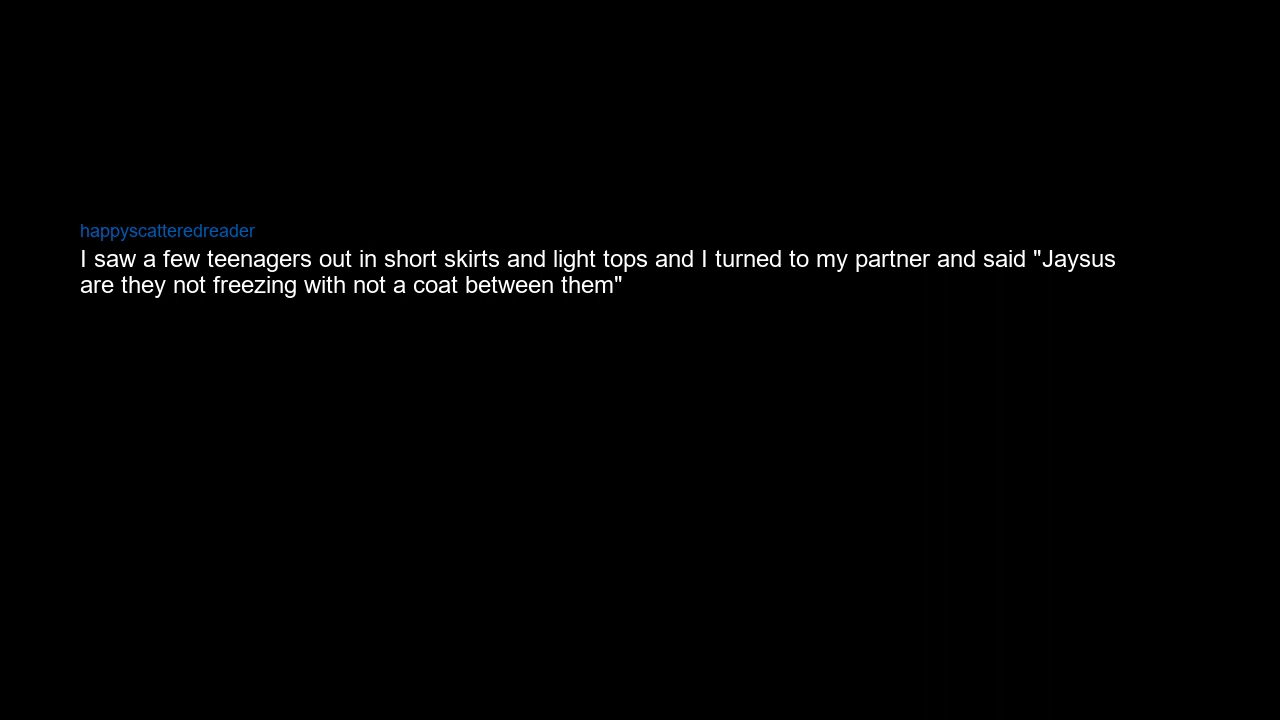 happyscatteredreader
I saw a few teenagers out in short skirts and light tops and I turned to my partner and said "Jaysus
are they not freezing with not a coat between them"